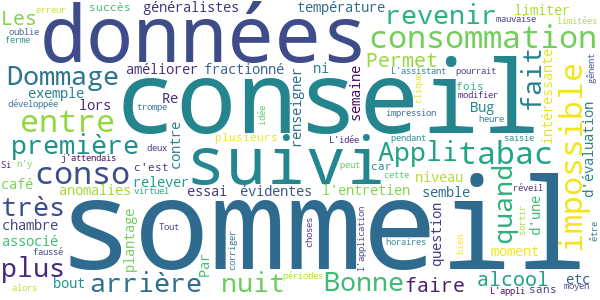 Les
erreur
oublie
ferme
succès
généralistes
température
limiter
mauvaise
limitées
données
revenir
consommation
Dommage
améliorer
fractionné
ni
Permet
L'assistant
pourrait
exemple
lors
Re
développée
trompe
conseil
idée
renseigner
semaine
clique
fois
modifier
Bug
heure
fait
intéressante
impossible
gênent
d'évaluation
entre
première
plusieurs
contre
deux
impression
L'idée
pendant
saisie
Appli
tabac
Si
n'y
j'attendais
c'est
suivi
peut
car
cette
niveau
quand
d'une
conso
café
anomalies
virtuel
relever
essai
évidentes
l'entretien
semble
réveil
très
chambre
associé
plantage
sommeil
question
moment
sortir
alcool
L'appli
sans
etc
être
moyen
plus
bout
alors
faussé
arrière
Par
Tout
corriger
nuit
périodes
choses
Bonne
l'application
horaires
faire
bien